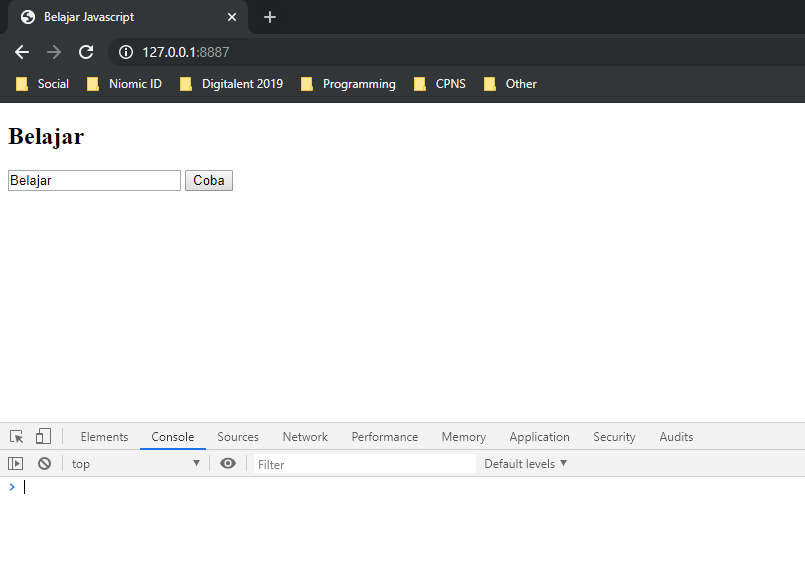 Belajar Javascript
127.0.0.1:8887
Social Niomic ID Digitalent 2019 Programming CPNS Other
Belajar
Belajar Coba
Elements Console Sources Network Performance Memory Application Security Audits
top Filter Default levels